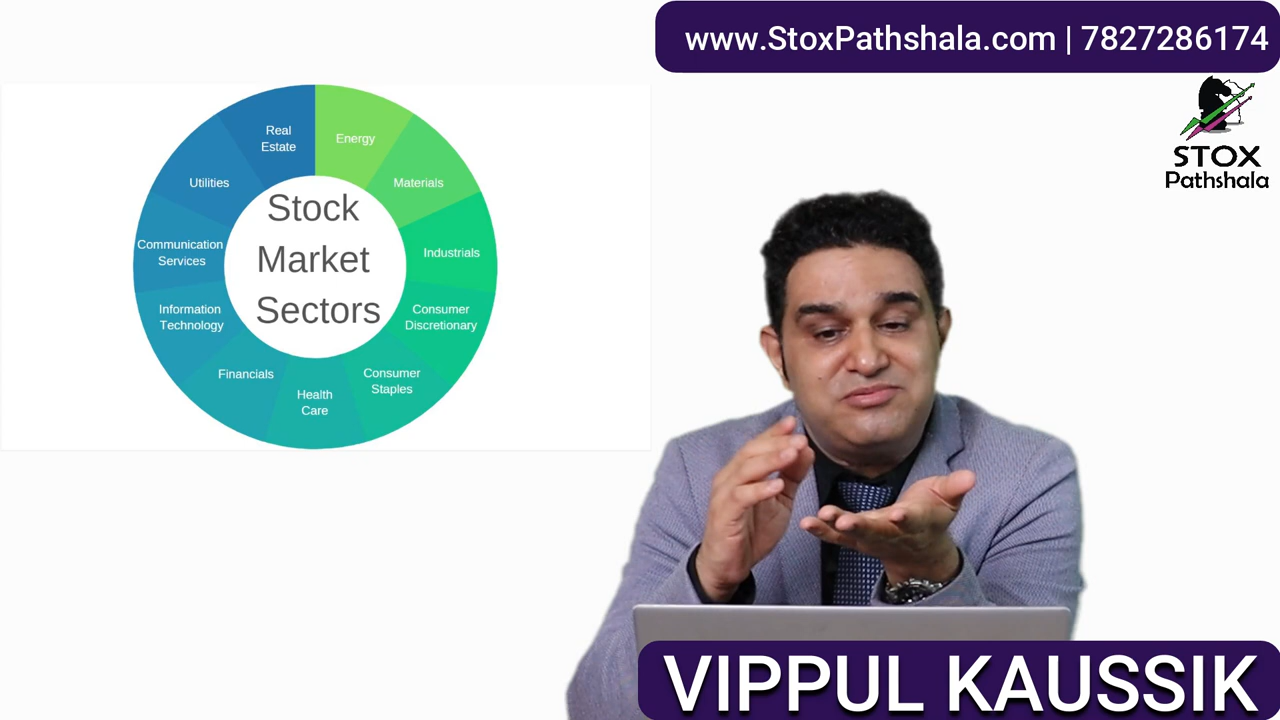 www.StoxPathshala.com | 7827286174
STOX
Pathshala
Real
Estate
Energy
Utilities
Materials
Stock
Market
Sectors
Communication
Services
Industrials
Information
Technology
Consumer
Discretionary
Financials
Consumer
Staples
Health
Care
VIPPUL KAUSSIK